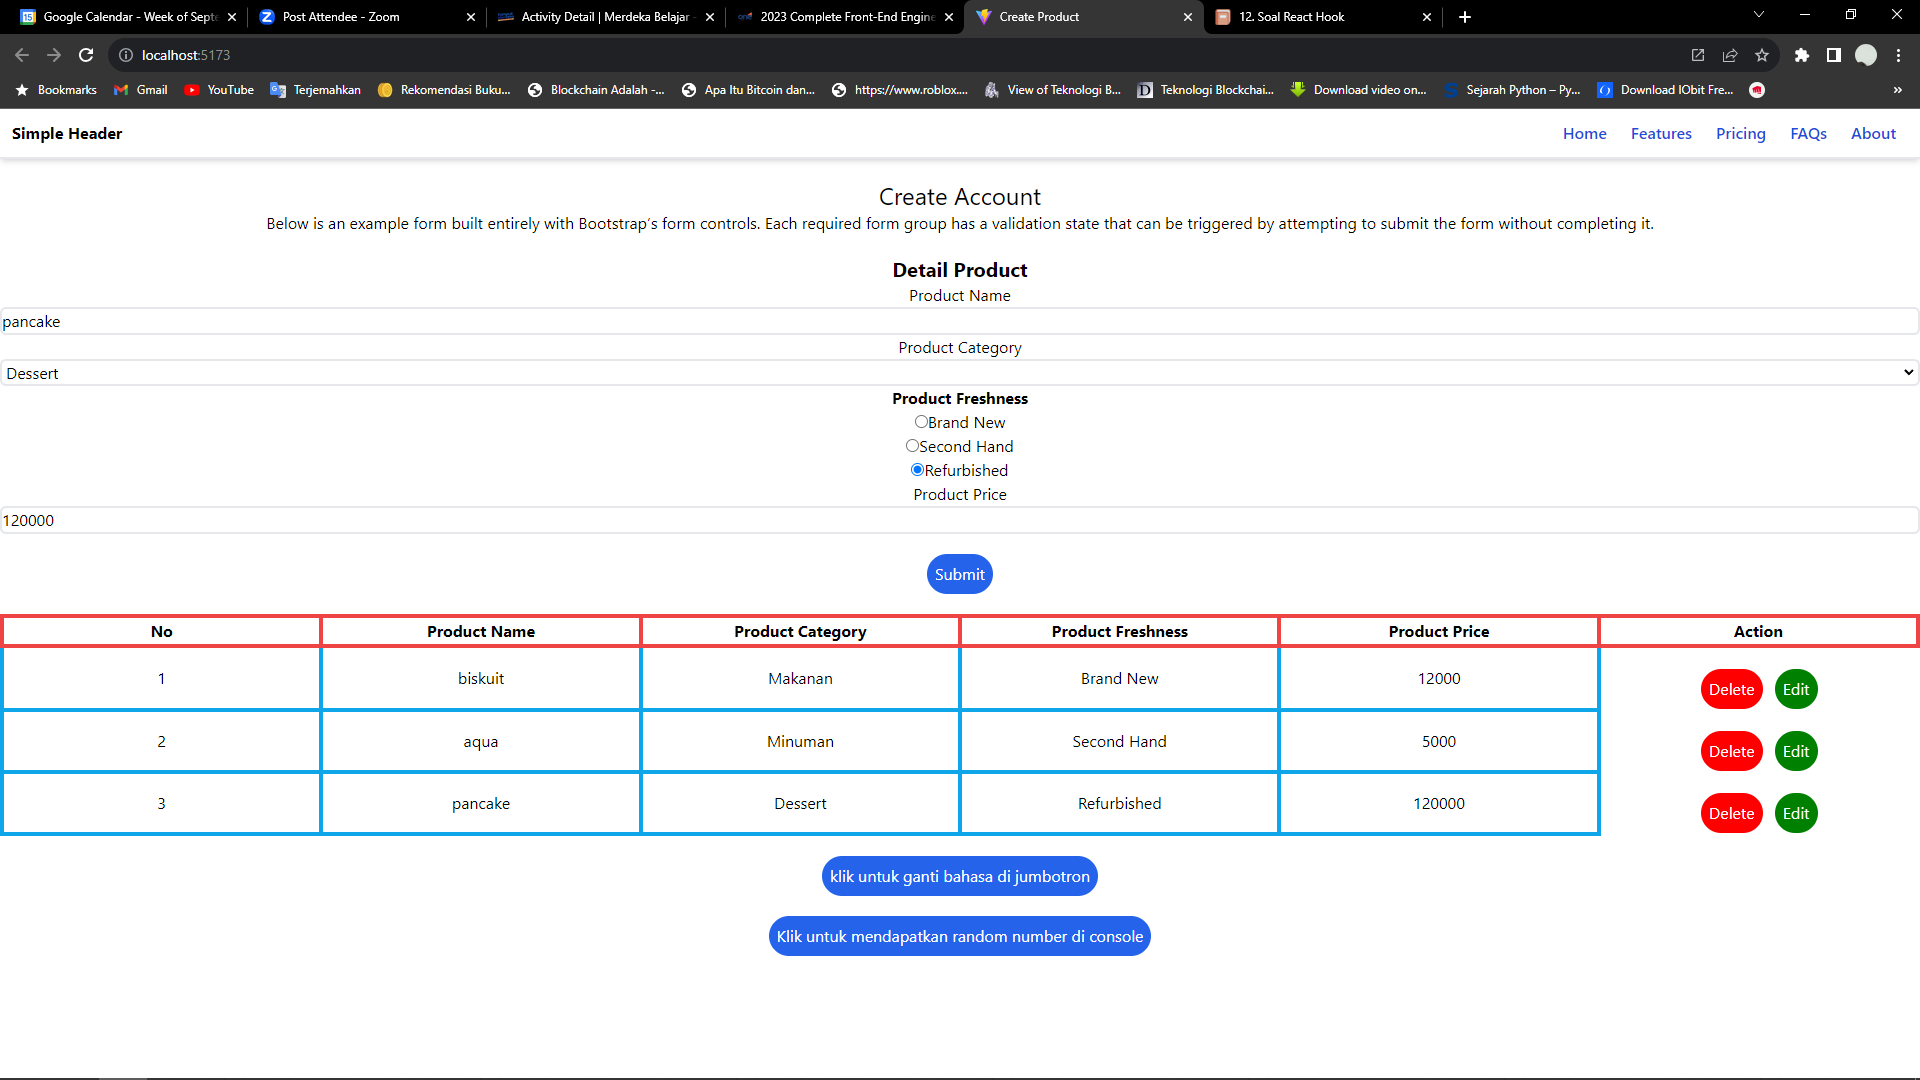 Google Calendar - Week of Septe
Post Attendee - Zoom
Activity Detail | Merdeka Belajar -
2023 Complete Front-End Engine
Create Product
12. Soal React Hook
localhost:5173
Bookmarks
Gmail
YouTube
Terjemahkan
Rekomendasi Buku...
Blockchain Adalah -...
Apa Itu Bitcoin dan...
https://www.roblox....
View of Teknologi B...
Teknologi Blockchai...
Download video on...
Sejarah Python – Py...
Download IObit Fre...
»
Simple Header
Home
Features
Pricing
FAQs
About
Create Account
Below is an example form built entirely with Bootstrap's form controls. Each required form group has a validation state that can be triggered by attempting to submit the form without completing it.
Detail Product
Product Name
pancake
Product Category
Dessert
Product Freshness
Brand New
Second Hand
Refurbished
Product Price
120000
Submit
No Product Name Product Category Product Freshness Product Price Action
1 biskuit Makanan Brand New 12000 Delete Edit
2 aqua Minuman Second Hand 5000 Delete Edit
3 pancake Dessert Refurbished 120000 Delete Edit
klik untuk ganti bahasa di jumbotron
Klik untuk mendapatkan random number di console